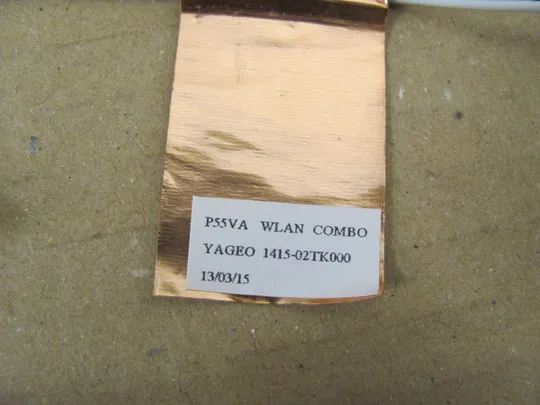 P55VA WLAN COMBO
YAGEO 1415-02TK000
13/03/15